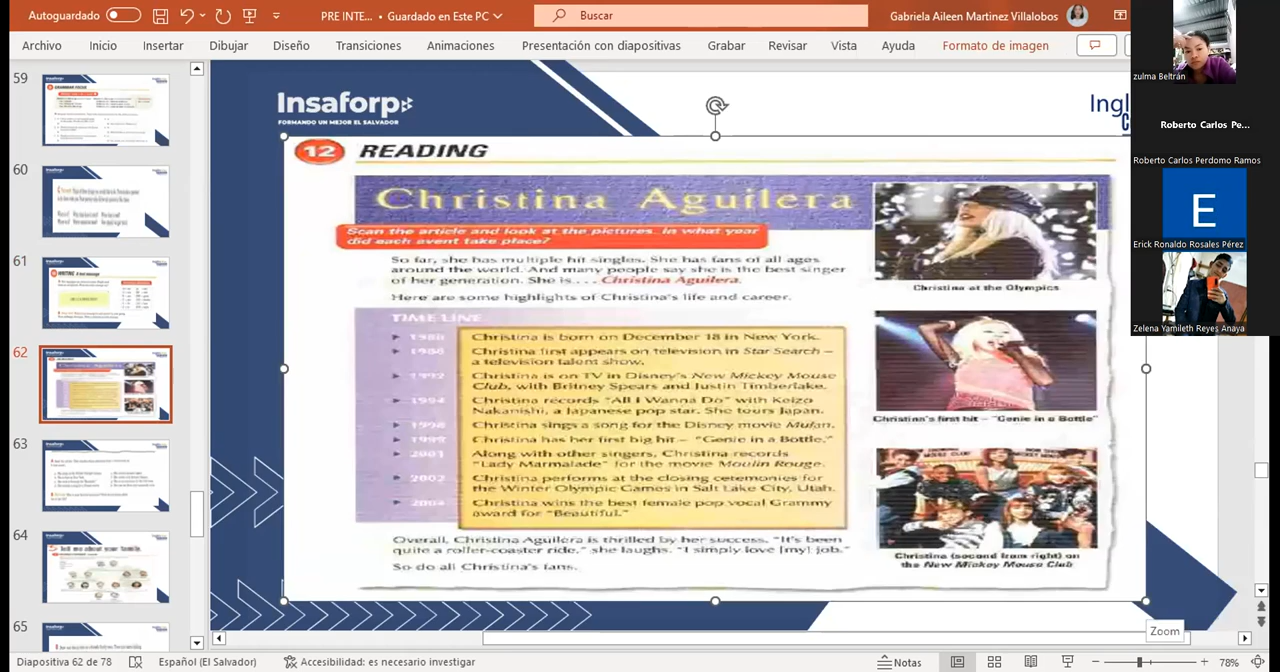 Autoguardado
PRE INTE... • Guardado en Este PC
Buscar
Gabriela Aileen Martinez Villalobos
Archivo
Inicio
Insertar
Dibujar
Diseño
Transiciones
Animaciones
Presentación con diapositivas
Grabar
Revisar
Vista
Ayuda
Formato de imagen
59
60
61
62
63
64
65
Tell me about your family.
Insaforp
FORMANDO UN MEJOR EL SALVADOR
Ingl
12 READING
Christina Aguilera
Scan the article and look at the pictures. In what year
did each event take place?
So far, she has multiple hit singles. She has fans of all ages
around the world. And many people say she is the best singer
of her generation. She is . . . Christina Aguilera.
Here are some highlights of Christina's life and career.
TIME LINE
Christina is born on December 18 in New York.
1988
Christina first appears on television in Star Search –
a television talent show.
1992
Christina is on TV in Disney's New Mickey Mouse
Club, with Britney Spears and Justin Timberlake.
1994
Christina records "All I Wanna Do" with Keizo
Nakanishi, a Japanese pop star. She tours Japan.
1998
Christina sings a song for the Disney movie Mulan.
1999
Christina has her first big hit – "Genie in a Bottle."
2001
Along with other singers, Christina records
"Lady Marmalade" for the movie Moulin Rouge.
2002
Christina performs at the closing ceremonies for
the Winter Olympic Games in Salt Lake City, Utah.
2004
Christina wins the best female pop vocal Grammy
award for "Beautiful."
Overall, Christina Aguilera is thrilled by her success. "It's been
quite a roller-coaster ride," she laughs. "I simply love [my] job."
So do all Christina's fans.
Christina at the Olympics
Christina's first hit – "Genie in a Bottle"
Christina (second from right) on
the New Mickey Mouse Club
zulma Beltrán
Roberto Carlos Pe...
Roberto Carlos Perdomo Ramos
E
Erick Ronaldo Rosales Pérez
Zelena Yamileth Reyes Anaya
Zoom
Diapositiva 62 de 78
Español (El Salvador)
Accesibilidad: es necesario investigar
Notas
78%